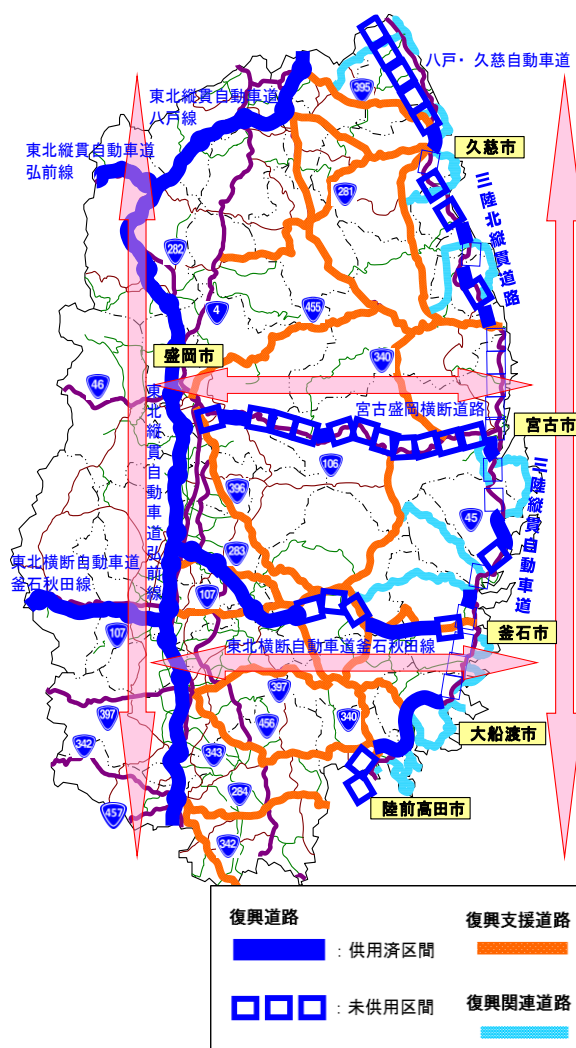 八戸・久慈自動車道
395
東北縦貫自動車道
八戸線
久慈市
東北縦貫自動車道
弘前線
281
三陸北縦貫道路
282
4
455
盛岡市
340
46
宮古盛岡横断道路
宮古市
東北縦貫自動車道弘前線
106
396
三陸縦貫自動車道
45
283
東北横断自動車道
釜石秋田線
107
107
釜石市
東北横断自動車道釜石秋田線
397
397
456
340
大船渡市
342
343
284
陸前高田市
457
342
復興道路
：供用済区間
：未供用区間
復興支援道路
復興関連道路